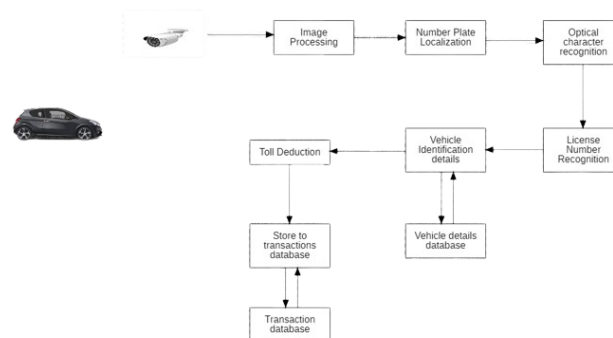 Image
Processing
Number Plate
Localization
Optical
character
recognition
License
Number
Recognition
Vehicle
Identification
details
Toll Deduction
Vehicle details
database
Store to
transactions
database
Transaction
database